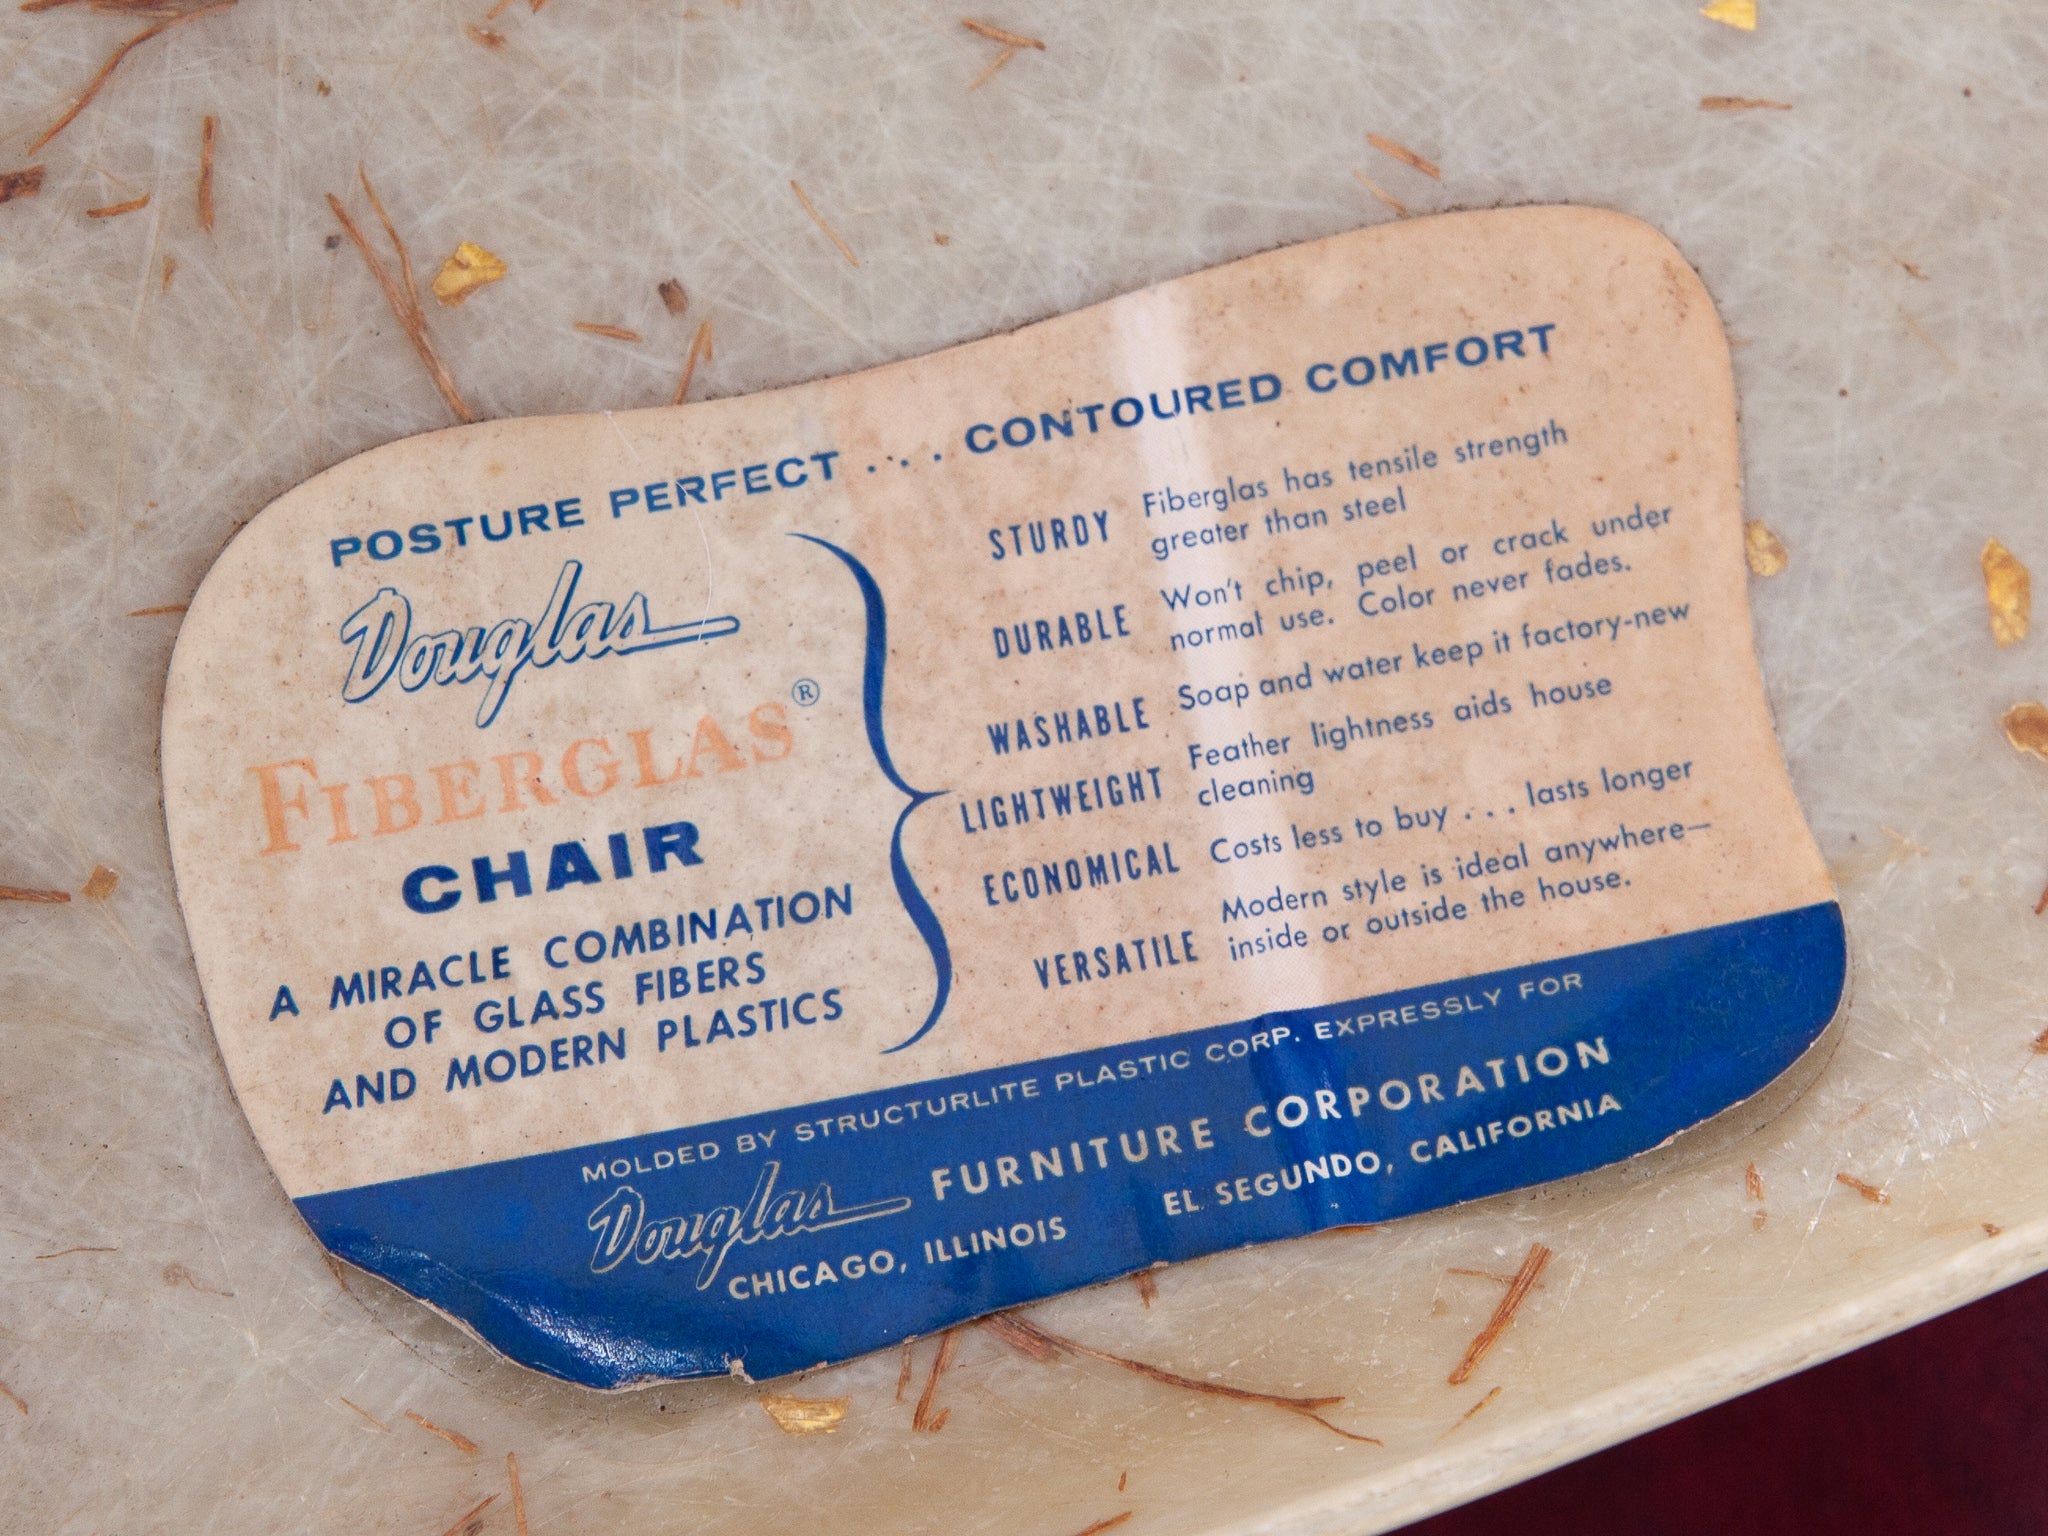 POSTURE PERFECT . . . CONTOURED COMFORT
Douglas
FIBERGLAS®
CHAIR
A MIRACLE COMBINATION
OF GLASS FIBERS
AND MODERN PLASTICS
STURDY Fiberglas has tensile strength
greater than steel
DURABLE Won't chip, peel or crack under
normal use. Color never fades.
WASHABLE Soap and water keep it factory-new
LIGHTWEIGHT Feather lightness aids house
cleaning
ECONOMICAL Costs less to buy . . . lasts longer
VERSATILE Modern style is ideal anywhere—
inside or outside the house.
MOLDED BY STRUCTURLITE PLASTIC CORP. EXPRESSLY FOR
Douglas FURNITURE CORPORATION
CHICAGO, ILLINOIS EL SEGUNDO, CALIFORNIA